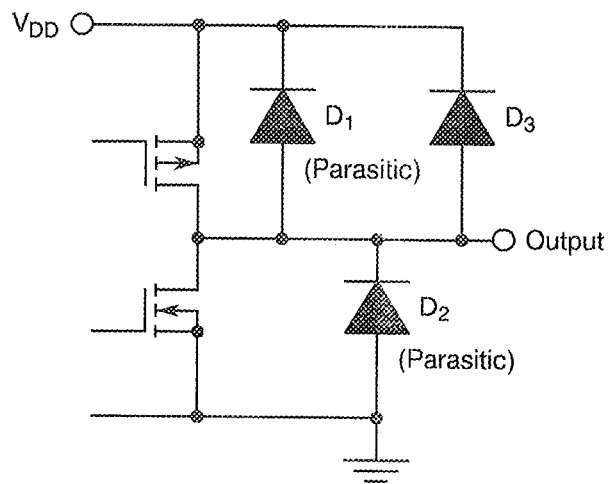 VDD
D1
(Parasitic)
D3
Output
D2
(Parasitic)